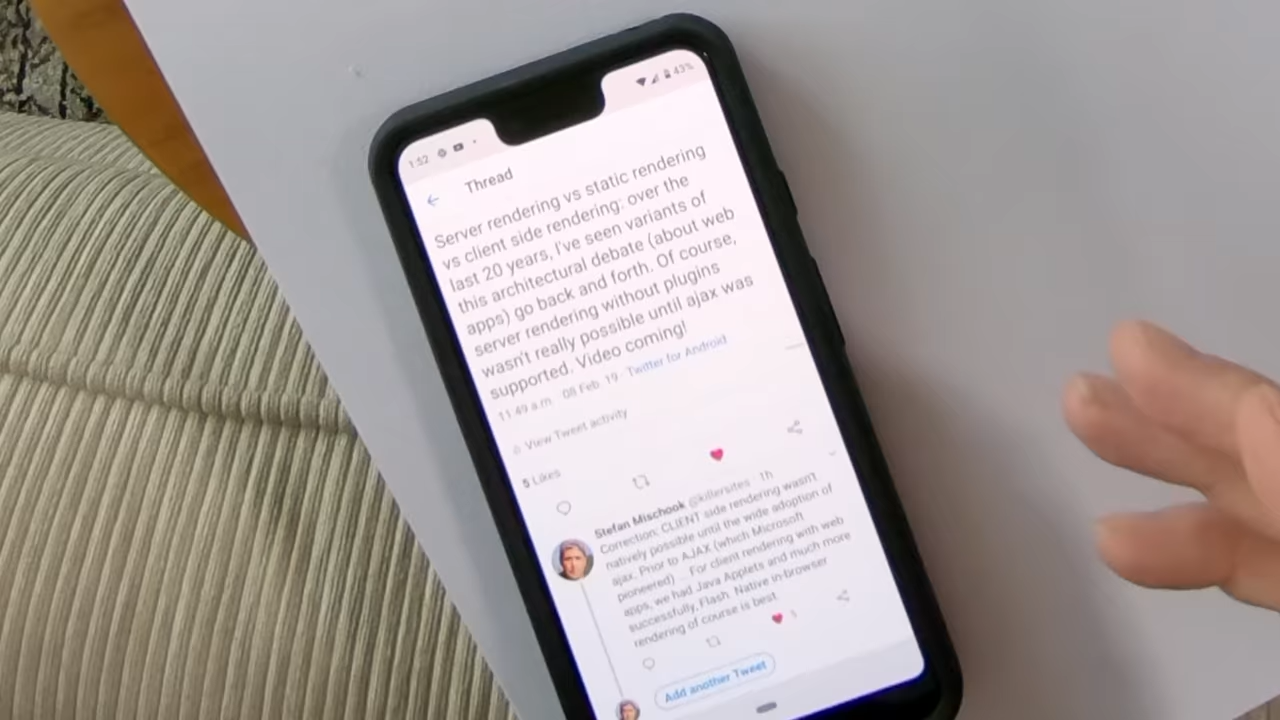 1:52
43%
Thread
Server rendering vs static rendering
vs client side rendering: over the
last 20 years, I've seen variants of
this architectural debate (about web
apps) go back and forth. Of course,
server rendering without plugins
wasn't really possible until ajax was
supported. Video coming!
11:49 a.m. · 08 Feb. 19 · Twitter for Android
View Tweet activity
5 Likes
Stefan Mischook @killersites · 1h
Correction: CLIENT side rendering wasn't
natively possible until the wide adoption of
ajax. Prior to AJAX (which Microsoft
pioneered) ... For client rendering with web
apps, we had Java Applets and much more
successfully, Flash. Native in-browser
rendering of course is best.
Add another Tweet